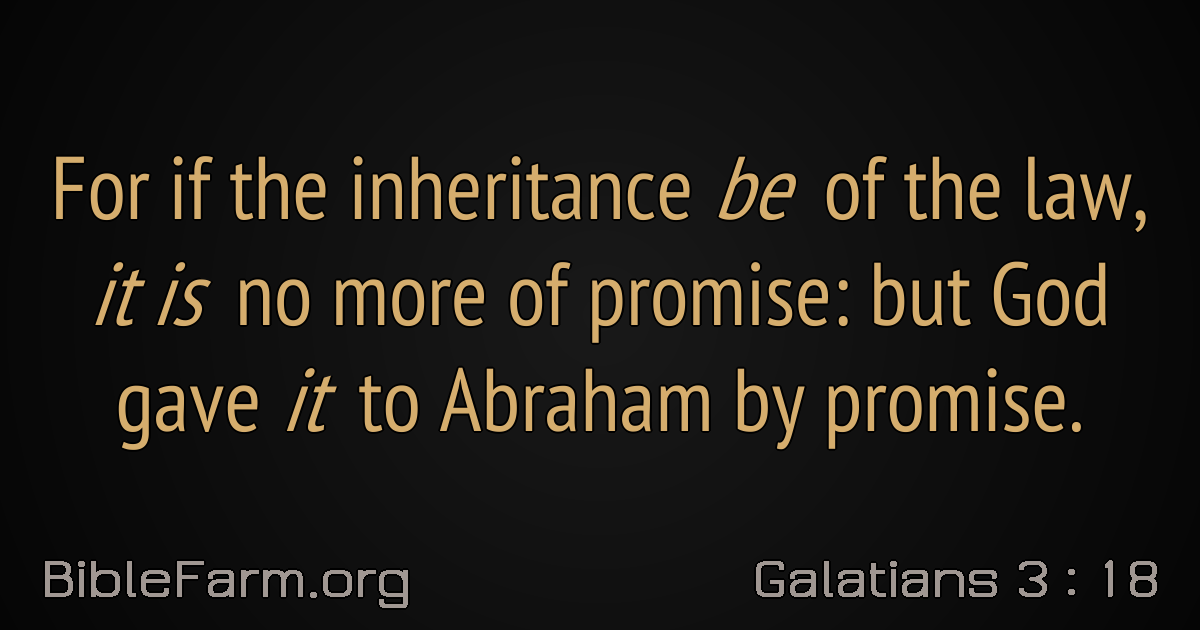 For if the inheritance be of the law,
it is no more of promise: but God
gave it to Abraham by promise.
BibleFarm.org
Galatians 3 : 18